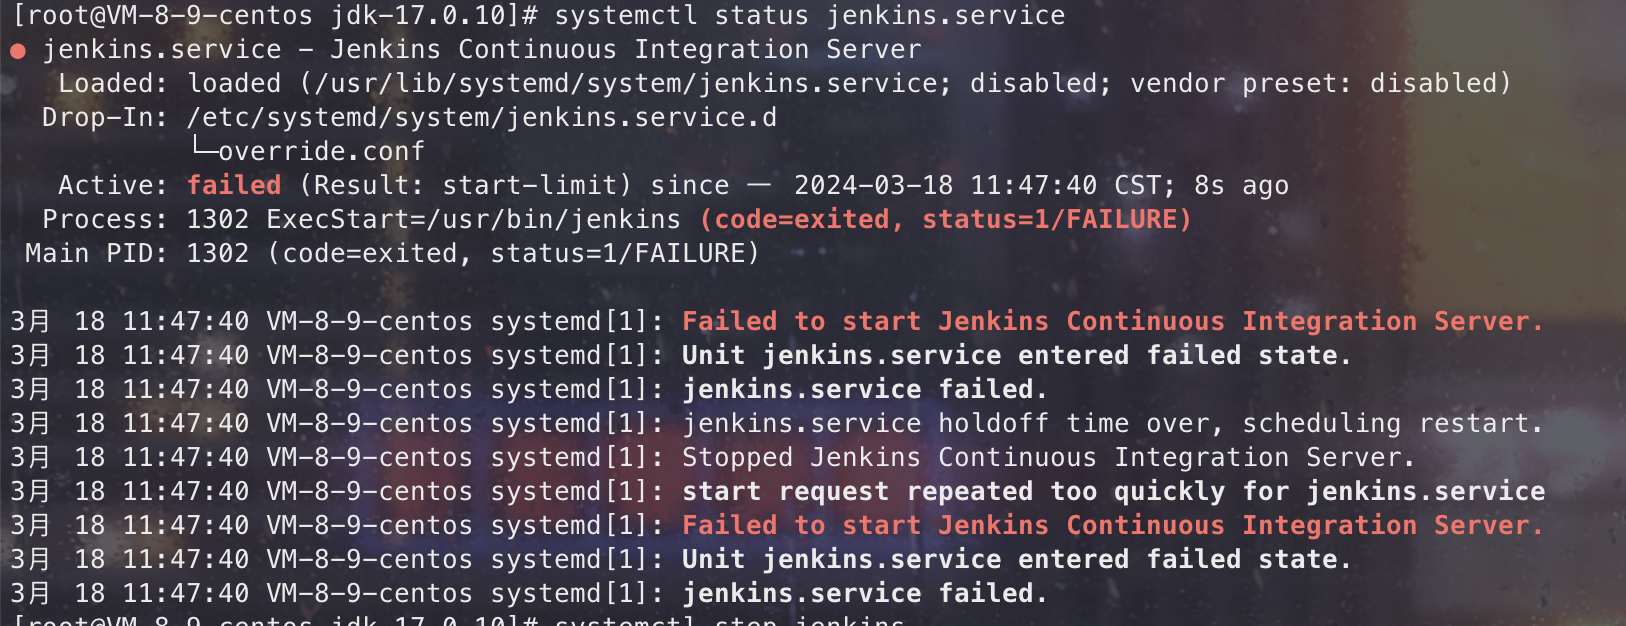 [root@VM-8-9-centos jdk-17.0.10]# systemctl status jenkins.service
● jenkins.service - Jenkins Continuous Integration Server
   Loaded: loaded (/usr/lib/systemd/system/jenkins.service; disabled; vendor preset: disabled)
  Drop-In: /etc/systemd/system/jenkins.service.d
           └─override.conf
   Active: failed (Result: start-limit) since 一 2024-03-18 11:47:40 CST; 8s ago
  Process: 1302 ExecStart=/usr/bin/jenkins (code=exited, status=1/FAILURE)
 Main PID: 1302 (code=exited, status=1/FAILURE)
3月 18 11:47:40 VM-8-9-centos systemd[1]: Failed to start Jenkins Continuous Integration Server.
3月 18 11:47:40 VM-8-9-centos systemd[1]: Unit jenkins.service entered failed state.
3月 18 11:47:40 VM-8-9-centos systemd[1]: jenkins.service failed.
3月 18 11:47:40 VM-8-9-centos systemd[1]: jenkins.service holdoff time over, scheduling restart.
3月 18 11:47:40 VM-8-9-centos systemd[1]: Stopped Jenkins Continuous Integration Server.
3月 18 11:47:40 VM-8-9-centos systemd[1]: start request repeated too quickly for jenkins.service
3月 18 11:47:40 VM-8-9-centos systemd[1]: Failed to start Jenkins Continuous Integration Server.
3月 18 11:47:40 VM-8-9-centos systemd[1]: Unit jenkins.service entered failed state.
3月 18 11:47:40 VM-8-9-centos systemd[1]: jenkins.service failed.
[root@VM-8-9-centos jdk-17.0.10]# systemctl stop jenkins